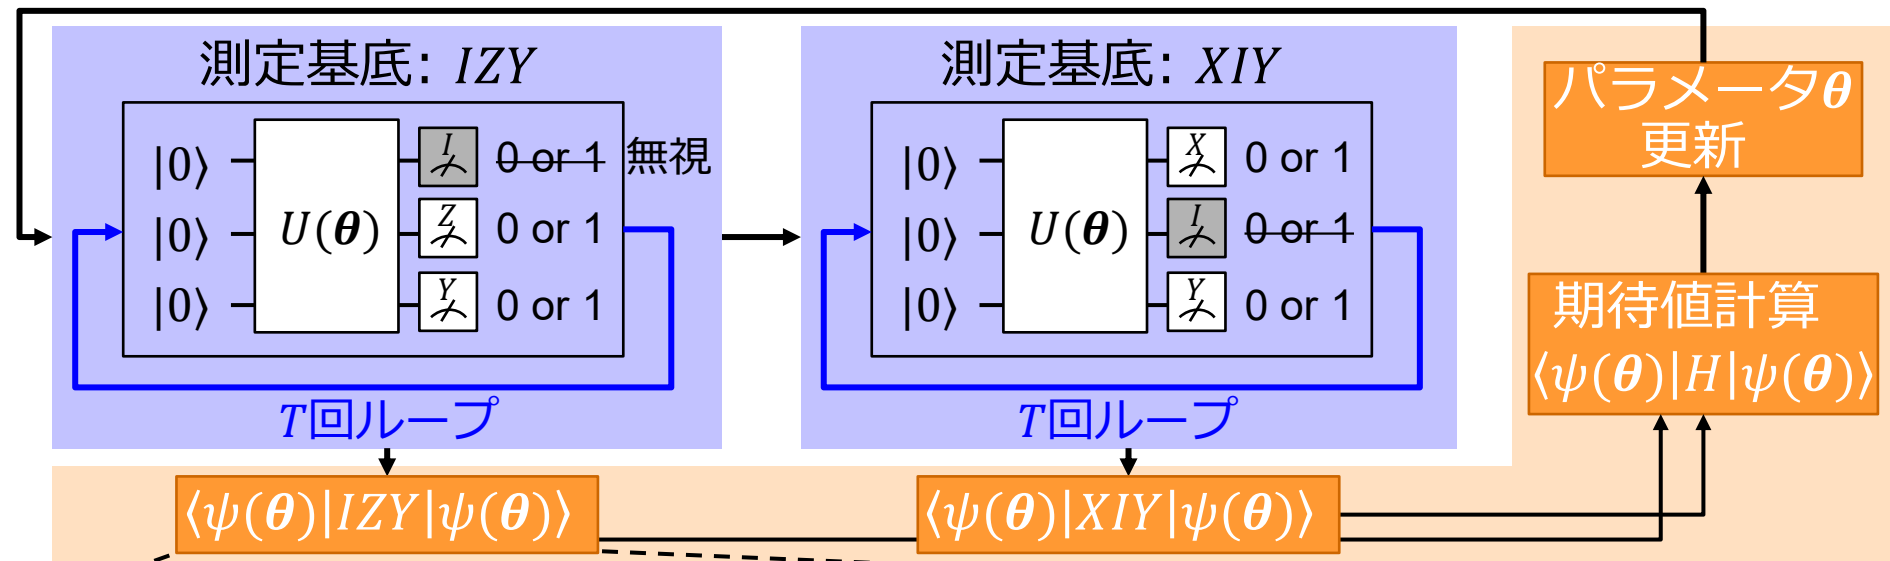 測定基底: IZY
|0⟩ I 0 or 1 無視
|0⟩ U(θ) Z 0 or 1
|0⟩ Y 0 or 1
T回ループ
⟨ψ(θ)|IZY|ψ(θ)⟩
測定基底: XIY
|0⟩ X 0 or 1
|0⟩ U(θ) I 0 or 1
|0⟩ Y 0 or 1
T回ループ
⟨ψ(θ)|XIY|ψ(θ)⟩
パラメータθ
更新
期待値計算
⟨ψ(θ)|H|ψ(θ)⟩